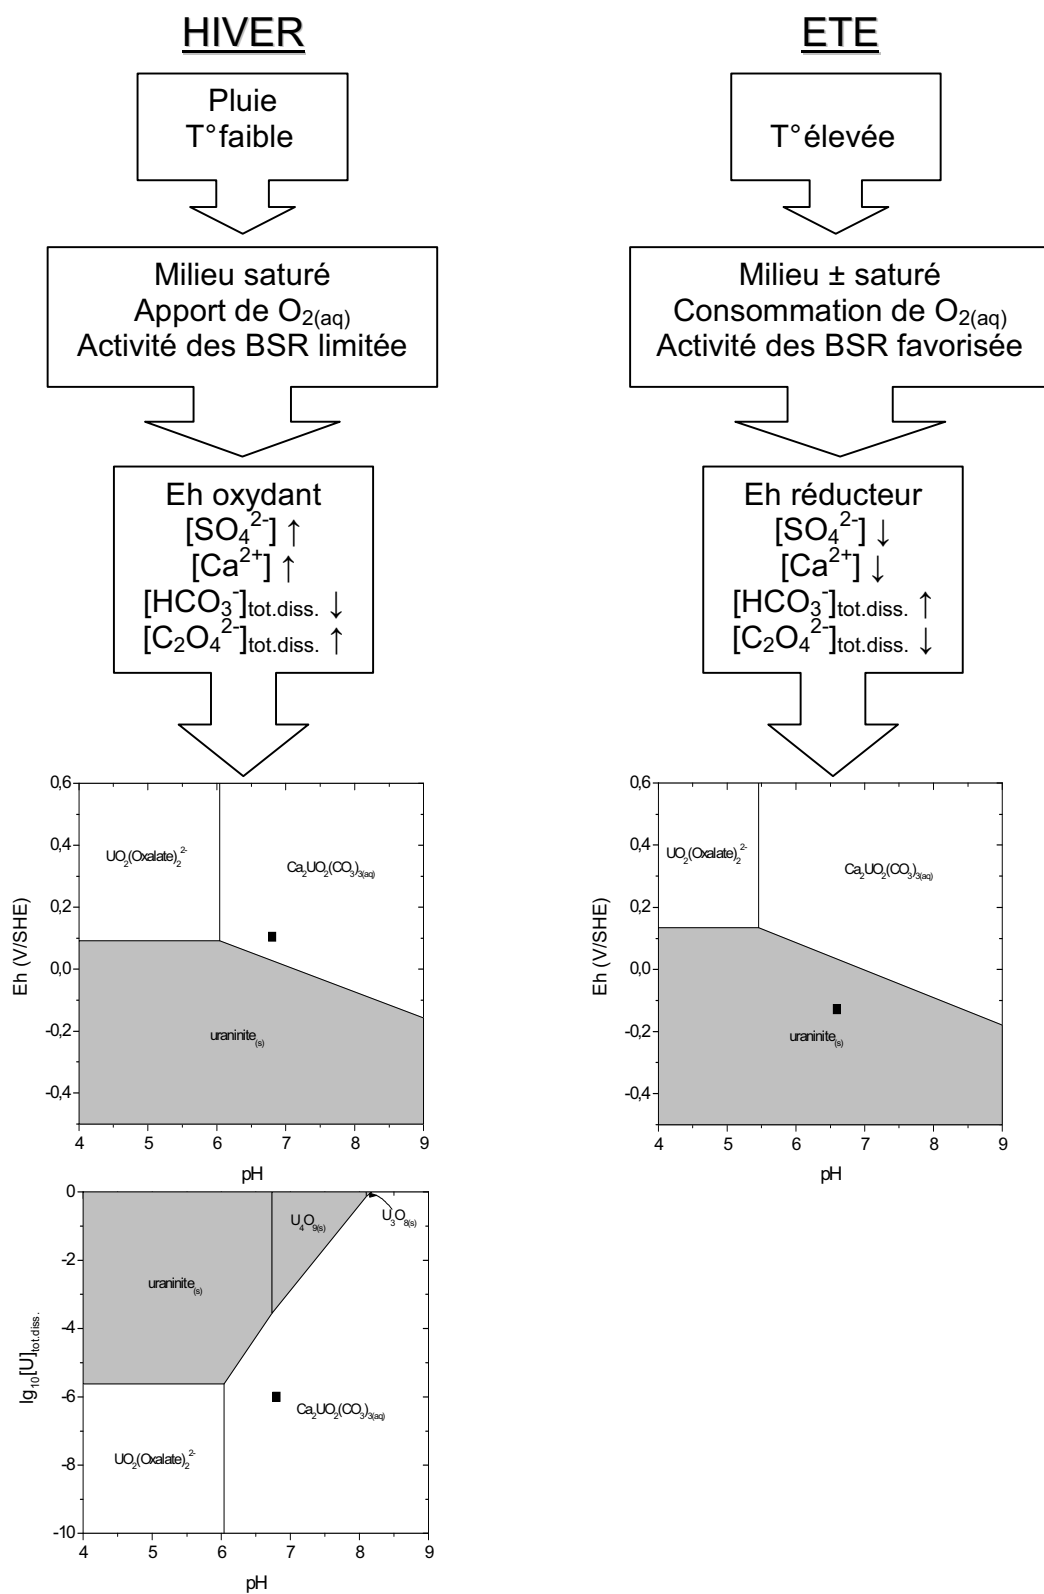 HIVER
Pluie
T°faible
Milieu saturé
Apport de O2(aq)
Activité des BSR limitée
Eh oxydant
[SO4^2-] ↑
[Ca^2+] ↑
[HCO3^-]tot.diss. ↓
[C2O4^2-]tot.diss. ↑
ETE
T°élevée
Milieu ± saturé
Consommation de O2(aq)
Activité des BSR favorisée
Eh réducteur
[SO4^2-] ↓
[Ca^2+] ↓
[HCO3^-]tot.diss. ↑
[C2O4^2-]tot.diss. ↓
0,6
0,4
0,2
0,0
-0,2
-0,4
Eh (V/SHE)
UO2(Oxalate)2^2-
Ca2UO2(CO3)3(aq)
uraninite(s)
4 5 6 7 8 9
pH
0,6
0,4
0,2
0,0
-0,2
-0,4
Eh (V/SHE)
UO2(Oxalate)2^2-
Ca2UO2(CO3)3(aq)
uraninite(s)
4 5 6 7 8 9
pH
0
-2
-4
-6
-8
-10
lg10[U]tot.diss.
U4O9(s)
U3O8(s)
uraninite(s)
Ca2UO2(CO3)3(aq)
UO2(Oxalate)2^2-
4 5 6 7 8 9
pH